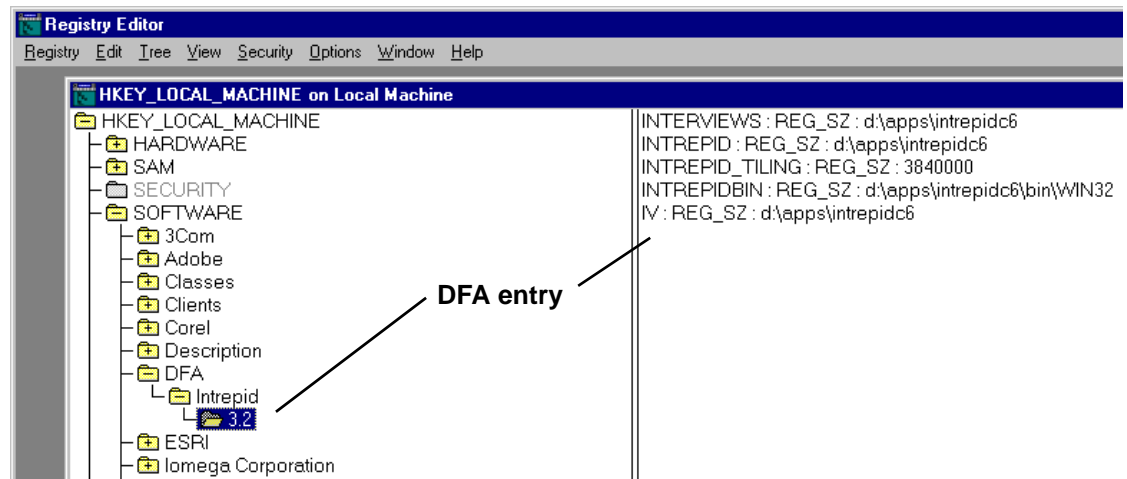 Registry Editor
Registry Edit Tree View Security Options Window Help
HKEY_LOCAL_MACHINE on Local Machine
HKEY_LOCAL_MACHINE
HARDWARE
SAM
SECURITY
SOFTWARE
3Com
Adobe
Classes
Clients
Corel
Description
DFA
Intrepid
3.2
ESRI
Iomega Corporation
INTERVIEWS : REG_SZ : d:\apps\intrepidc6
INTREPID : REG_SZ : d:\apps\intrepidc6
INTREPID_TILING : REG_SZ : 3840000
INTREPIDBIN : REG_SZ : d:\apps\intrepidc6\bin\WIN32
IV : REG_SZ : d:\apps\intrepidc6
DFA entry